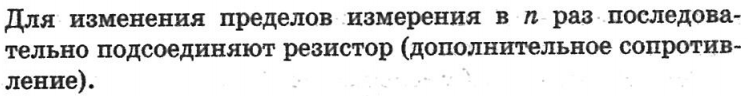 Для изменения пределов измерения в n раз последова-
тельно подсоединяют резистор (дополнительное сопротив-
ление).